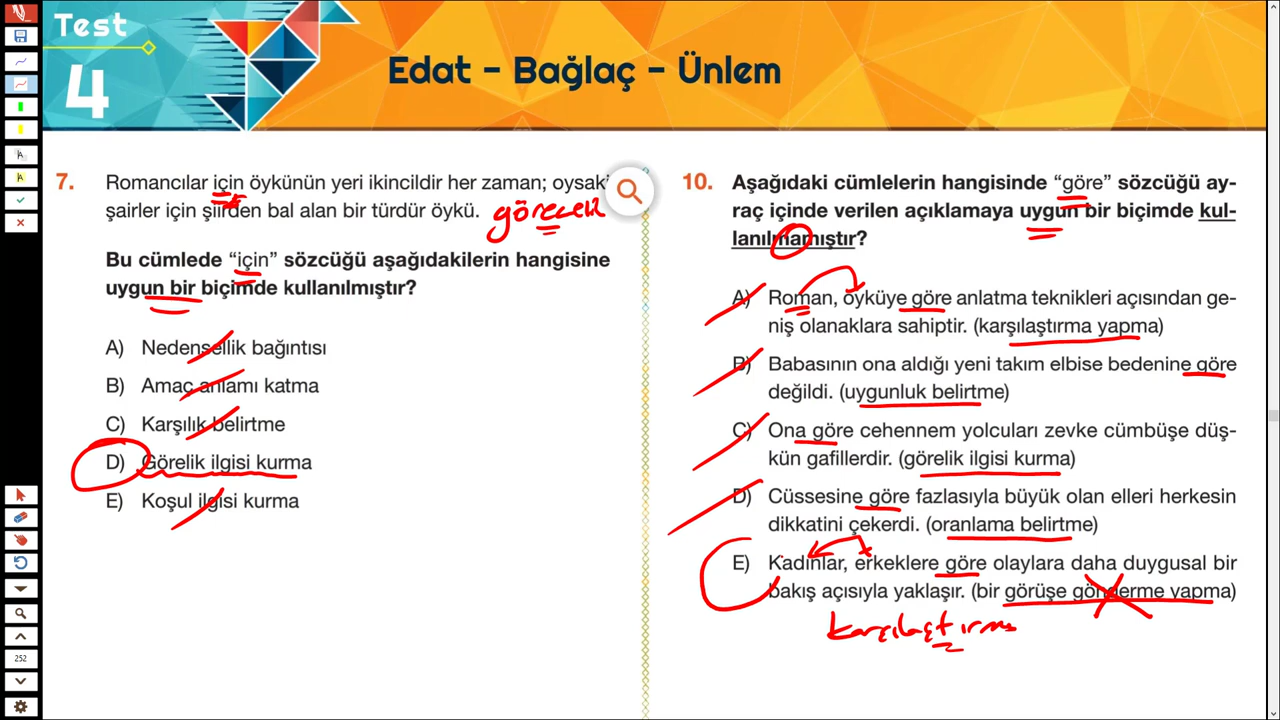 Test
4
Edat - Bağlaç - Ünlem
7. Romancılar için öykünün yeri ikincildir her zaman; oysaki
şairler için şiirden bal alan bir türdür öykü.
görecelik
Bu cümlede “için” sözcüğü aşağıdakilerin hangisine
uygun bir biçimde kullanılmıştır?
A) Nedensellik bağıntısı
B) Amaç anlamı katma
C) Karşılık belirtme
D) Görelik ilgisi kurma
E) Koşul ilgisi kurma
10. Aşağıdaki cümlelerin hangisinde “göre” sözcüğü ay-
raç içinde verilen açıklamaya uygun bir biçimde kul-
lanılmamıştır?
A) Roman, öyküye göre anlatma teknikleri açısından ge-
niş olanaklara sahiptir. (karşılaştırma yapma)
B) Babasının ona aldığı yeni takım elbise bedenine göre
değildi. (uygunluk belirtme)
C) Ona göre cehennem yolcuları zevke cümbüşe düş-
kün gafillerdir. (görelik ilgisi kurma)
D) Cüssesine göre fazlasıyla büyük olan elleri herkesin
dikkatini çekerdi. (oranlama belirtme)
E) Kadınlar, erkeklere göre olaylara daha duygusal bir
bakış açısıyla yaklaşır. (bir görüşe gönderme yapma)
karşılaştırma
252